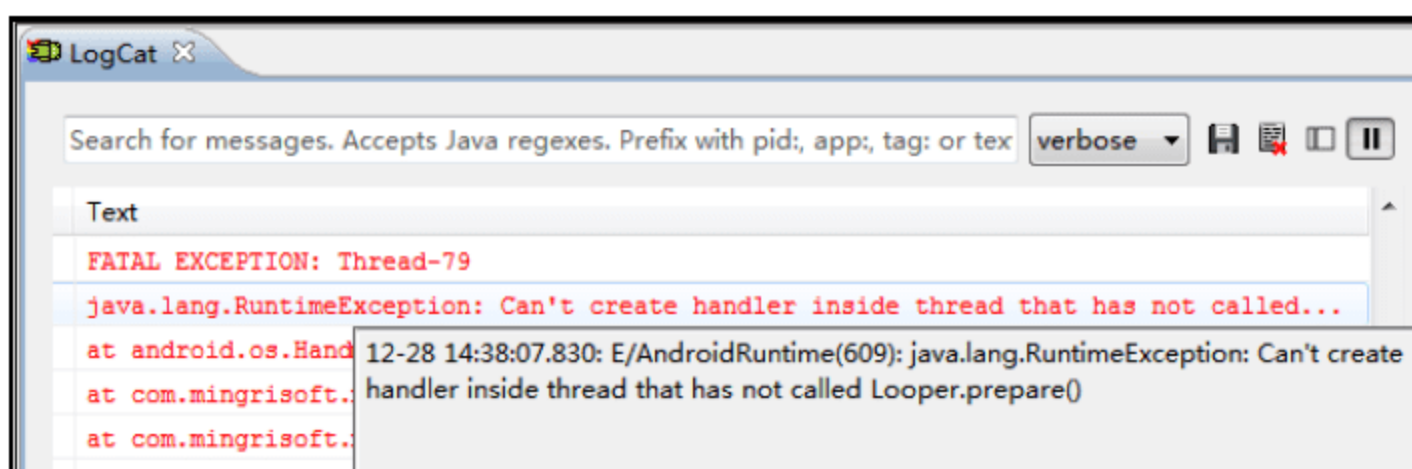 LogCat
Search for messages. Accepts Java regexes. Prefix with pid:, app:, tag: or tex
verbose
Text
FATAL EXCEPTION: Thread-79
java.lang.RuntimeException: Can't create handler inside thread that has not called...
at android.os.Hand
12-28 14:38:07.830: E/AndroidRuntime(609): java.lang.RuntimeException: Can't create
handler inside thread that has not called Looper.prepare()
at com.mingrisoft.
at com.mingrisoft.